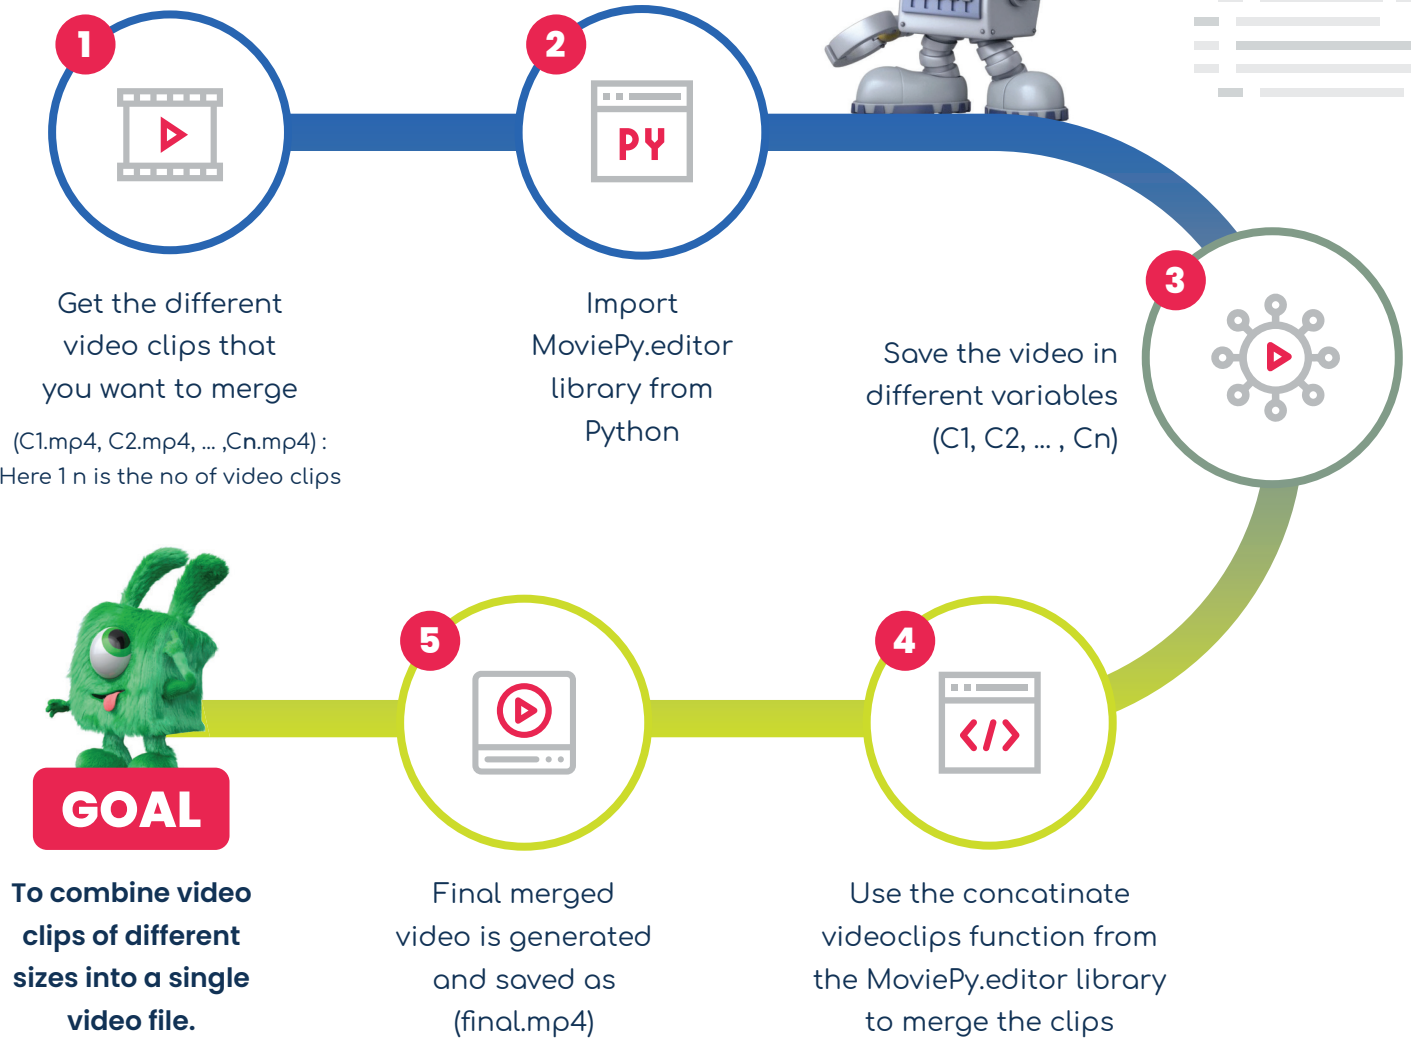 1
Get the different
video clips that
you want to merge
(C1.mp4, C2.mp4, ... ,Cn.mp4) :
Here 1 n is the no of video clips
2
PY
Import
MoviePy.editor
library from
Python
3
Save the video in
different variables
(C1, C2, ... , Cn)
4
</>
Use the concatinate
videoclips function from
the MoviePy.editor library
to merge the clips
5
Final merged
video is generated
and saved as
(final.mp4)
GOAL
To combine video
clips of different
sizes into a single
video file.